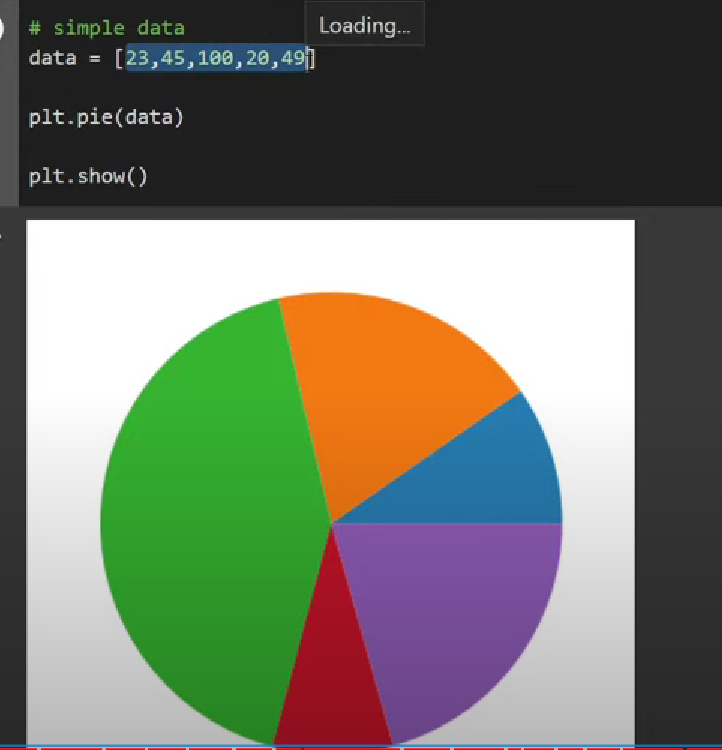 # simple data
Loading...
data = [23,45,100,20,49]
plt.pie(data)
plt.show()